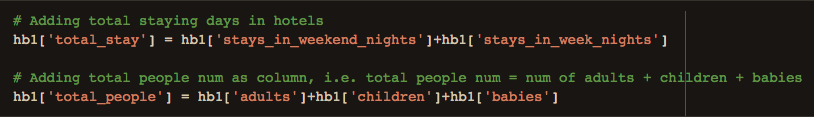 # Adding total staying days in hotels
hb1['total_stay'] = hb1['stays_in_weekend_nights']+hb1['stays_in_week_nights']
# Adding total people num as column, i.e. total people num = num of adults + children + babies
hb1['total_people'] = hb1['adults']+hb1['children']+hb1['babies']